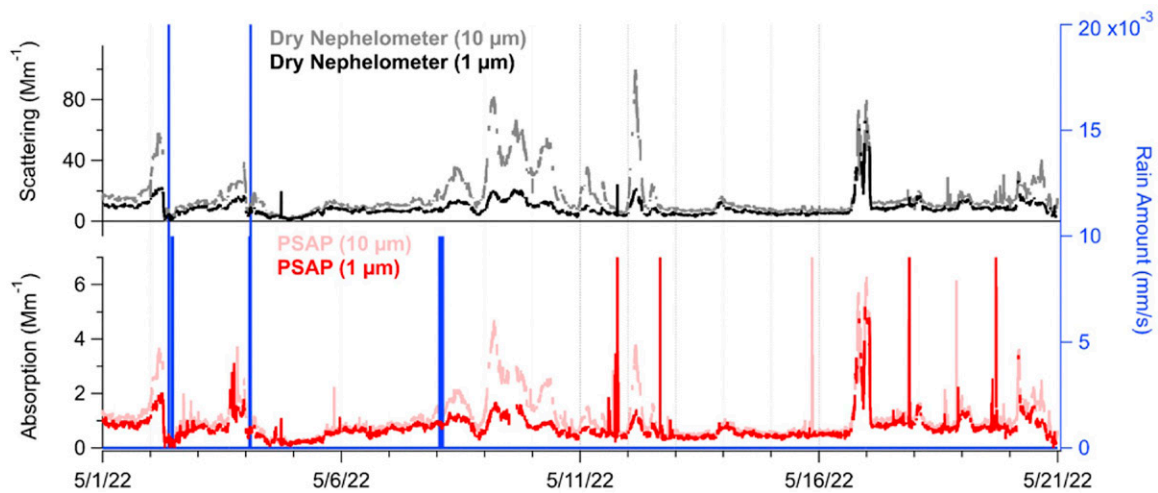 Dry Nephelometer (10 µm)
Dry Nephelometer (1 µm)
Scattering (Mm⁻¹)
80
40
0
PSAP (10 µm)
PSAP (1 µm)
Absorption (Mm⁻¹)
6
4
2
0
20 x10⁻³
15
10
5
0
Rain Amount (mm/s)
5/1/22
5/6/22
5/11/22
5/16/22
5/21/22